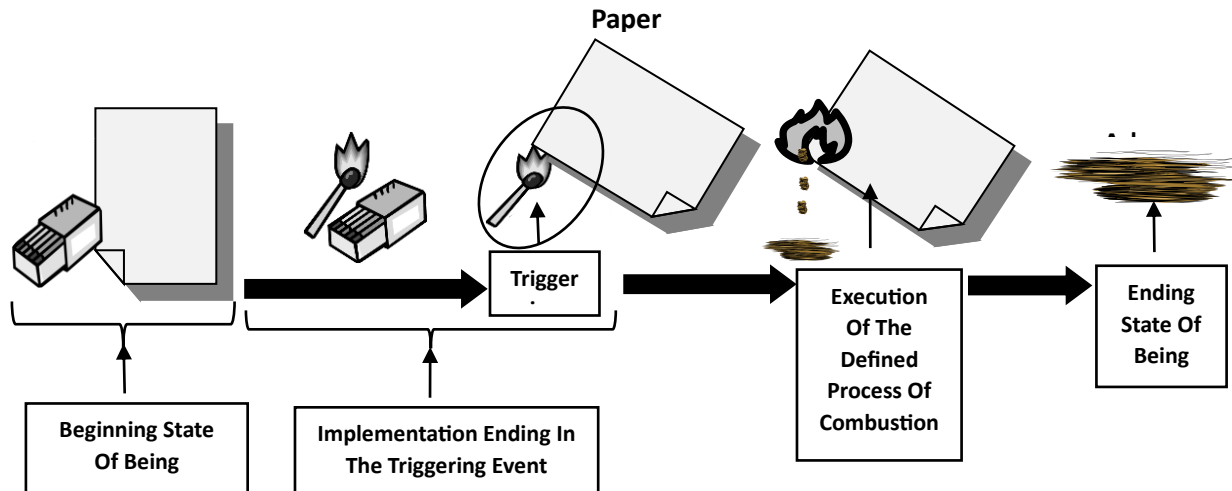 Paper
Trigger
Execution
Of The
Defined
Process Of
Combustion
Ending
State Of
Being
Beginning State
Of Being
Implementation Ending In
The Triggering Event